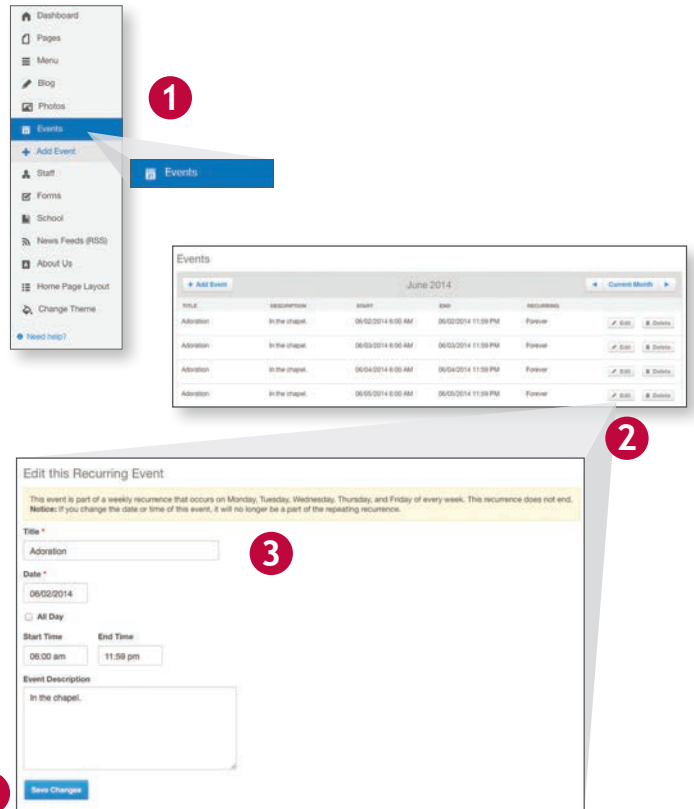 Dashboard
Pages
Menu
Blog
Photos
Events
Add Event
Staff
Forms
School
News Feeds (RSS)
About Us
Home Page Layout
Change Theme
Need help?
1
Events
Events
+ Add Event June 2014 Current Month
TITLE DESCRIPTION START END RECURRING
Adoration In the chapel. 06/02/2014 6:00 AM 06/02/2014 11:59 PM Forever Edit Delete
Adoration In the chapel. 06/03/2014 6:00 AM 06/03/2014 11:59 PM Forever Edit Delete
Adoration In the chapel. 06/04/2014 6:00 AM 06/04/2014 11:59 PM Forever Edit Delete
Adoration In the chapel. 06/05/2014 6:00 AM 06/05/2014 11:59 PM Forever Edit Delete
2
Edit this Recurring Event
This event is part of a weekly recurrence that occurs on Monday, Tuesday, Wednesday, Thursday, and Friday of every week. This recurrence does not end.
Notice: If you change the date or time of this event, it will no longer be a part of the repeating recurrence.
Title *
Adoration
3
Date *
06/02/2014
All Day
Start Time End Time
06:00 am 11:59 pm
Event Description
In the chapel.
Save Changes